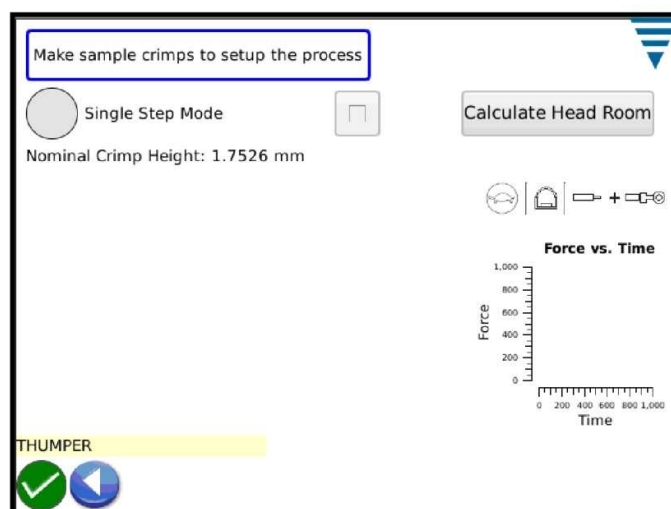 Make sample crimps to setup the process
Single Step Mode
Calculate Head Room
Nominal Crimp Height: 1.7526 mm
+
Force vs. Time
1,000
800
600
400
200
0
Force
0 200 400 600 800 1,000
Time
THUMPER